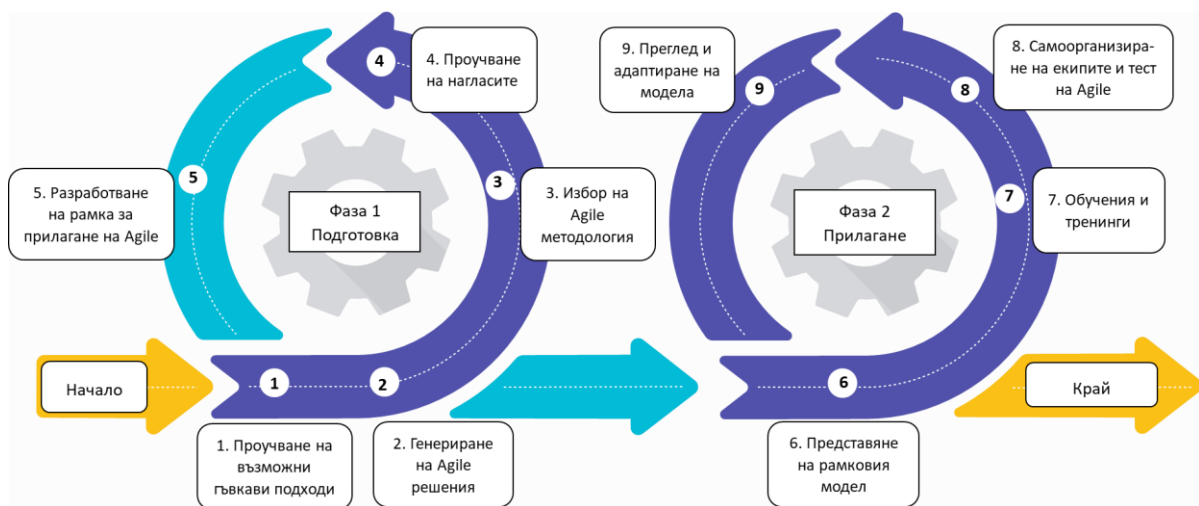 Начало
1
1. Проучване на
възможни
гъвкави подходи
2
2. Генериране
на Agile
решения
3
3. Избор на
Agile
методология
4
4. Проучване
на нагласите
5
5. Разработване
на рамка за
прилагане на Agile
Фаза 1
Подготовка
6
6. Представяне
на рамковия
модел
7
7. Обучения и
тренинги
8
8. Самоорганизира-
не на екипите и тест
на Agile
9
9. Преглед и
адаптиране на
модела
Фаза 2
Прилагане
Край